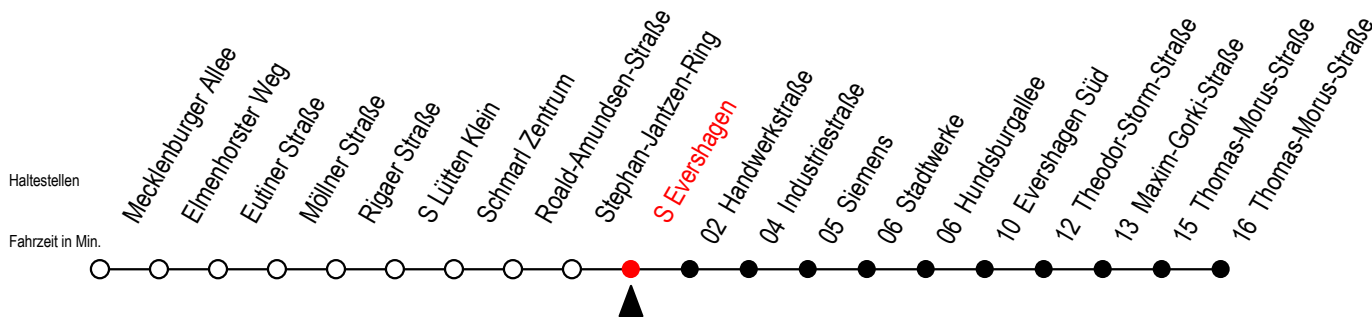 Haltestellen
Fahrzeit in Min.
Mecklenburger Allee
Elmenhorster Weg
Eutiner Straße
Möllner Straße
Rigaer Straße
S Lütten Klein
Schmarl Zentrum
Roald-Amundsen-Straße
Stephan-Jantzen-Ring
S Evershagen
02 Handwerkstraße
04 Industriestraße
05 Siemens
06 Stadtwerke
06 Hundsburgallee
10 Evershagen Süd
12 Theodor-Storm-Straße
13 Maxim-Gorki-Straße
15 Thomas-Morus-Straße
16 Thomas-Morus-Straße